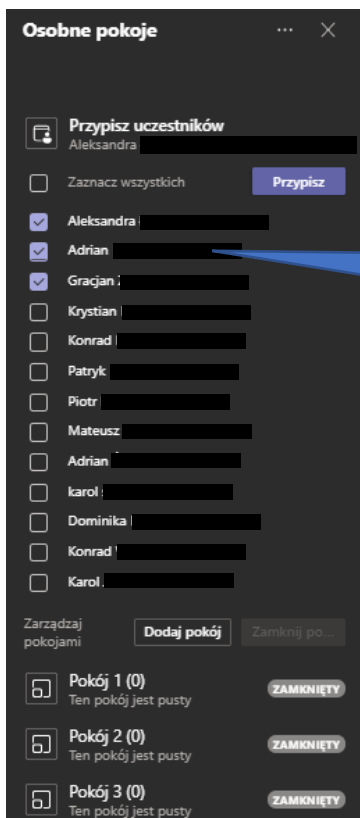 Osobne pokoje
Przypisz uczestników
Aleksandra
Zaznacz wszystkich Przypisz
Aleksandra
Adrian
Gracjan
Krystian
Konrad
Patryk
Piotr
Mateusz
Adrian
karol
Dominika
Konrad
Karol
Zarządzaj
pokojami
Dodaj pokój Zamknij po...
Pokój 1 (0)
Ten pokój jest pusty
ZAMKNIĘTY
Pokój 2 (0)
Ten pokój jest pusty
ZAMKNIĘTY
Pokój 3 (0)
Ten pokój jest pusty
ZAMKNIĘTY